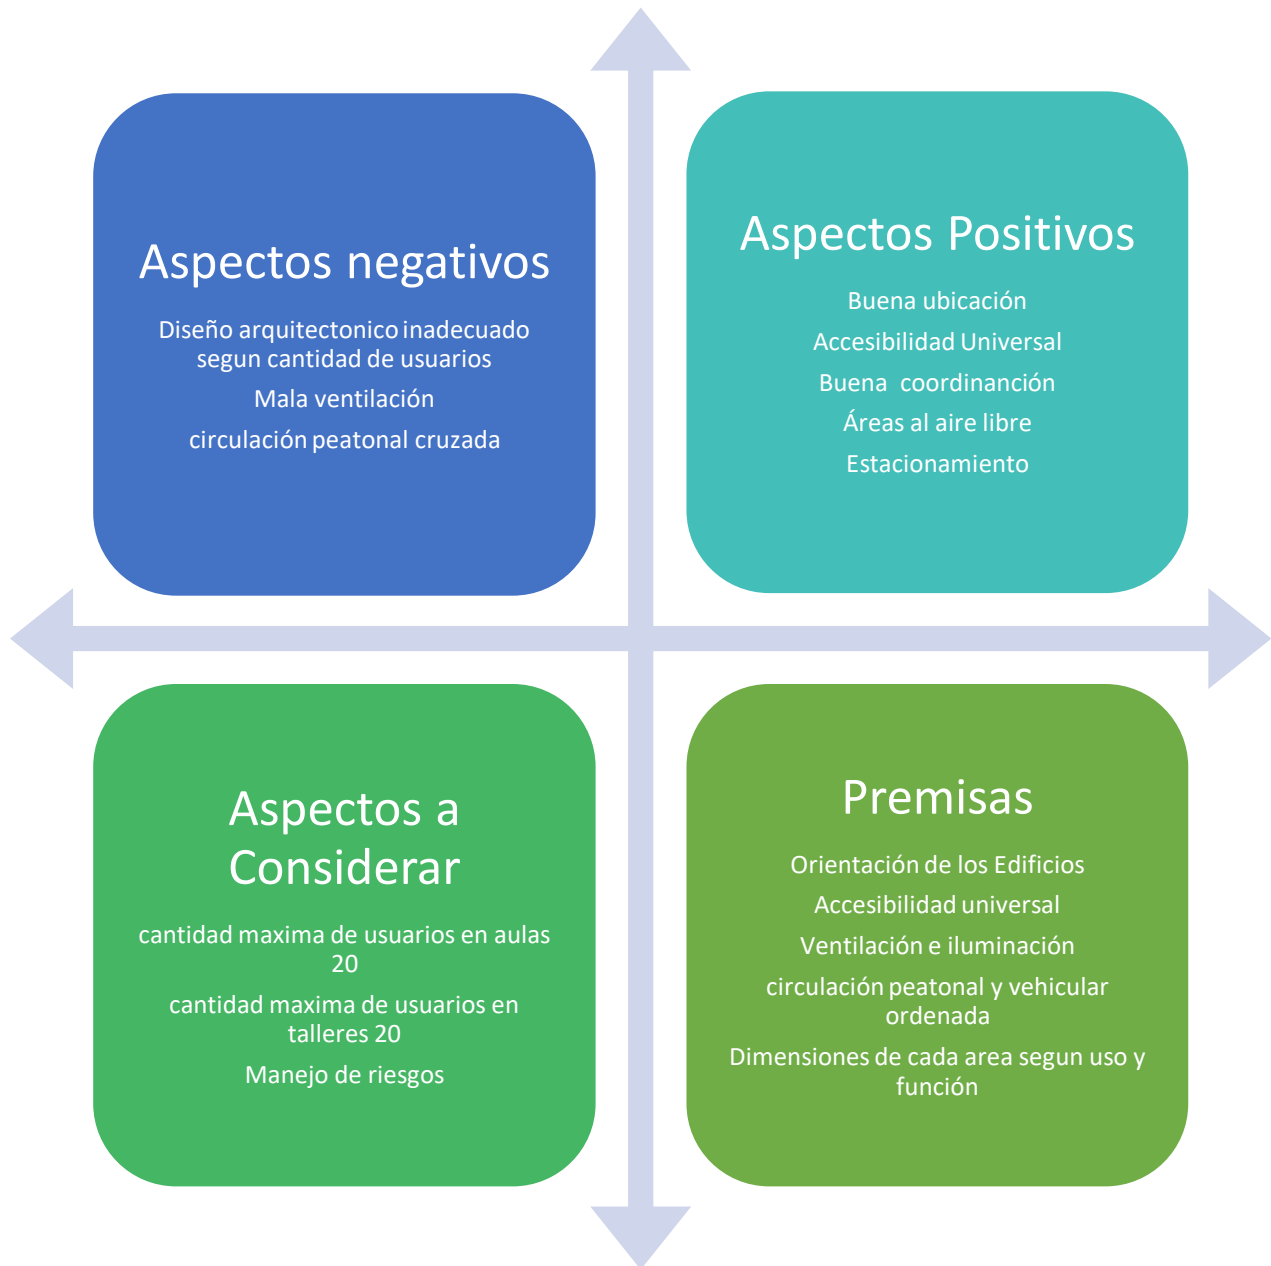 Aspectos negativos
Diseño arquitectonico inadecuado
segun cantidad de usuarios
Mala ventilación
circulación peatonal cruzada
Aspectos Positivos
Buena ubicación
Accesibilidad Universal
Buena coordinanción
Áreas al aire libre
Estacionamiento
Aspectos a
Considerar
cantidad maxima de usuarios en aulas
20
cantidad maxima de usuarios en
talleres 20
Manejo de riesgos
Premisas
Orientación de los Edificios
Accesibilidad universal
Ventilación e iluminación
circulación peatonal y vehicular
ordenada
Dimensiones de cada area segun uso y
función